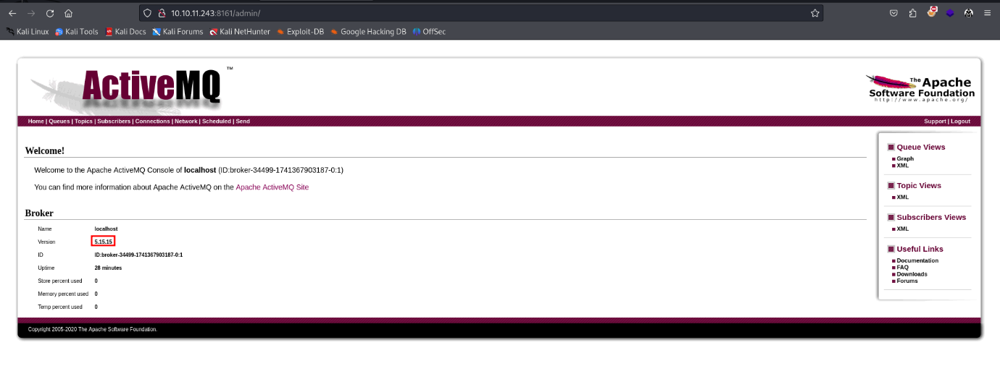 10.10.11.243:8161/admin/
Kali Linux Kali Tools Kali Docs Kali Forums Kali NetHunter Exploit-DB Google Hacking DB OffSec
ActiveMQ ™
The Apache
Software Foundation
http://www.apache.org/
Home | Queues | Topics | Subscribers | Connections | Network | Scheduled | Send
Support | Logout
Welcome!
Welcome to the Apache ActiveMQ Console of localhost (ID:broker-34499-1741367903187-0:1)
You can find more information about Apache ActiveMQ on the Apache ActiveMQ Site
Broker
Name localhost
Version 5.15.15
ID ID:broker-34499-1741367903187-0:1
Uptime 28 minutes
Store percent used 0
Memory percent used 0
Temp percent used 0
Queue Views
Graph
XML
Topic Views
XML
Subscribers Views
XML
Useful Links
Documentation
FAQ
Downloads
Forums
Copyright 2005-2020 The Apache Software Foundation.